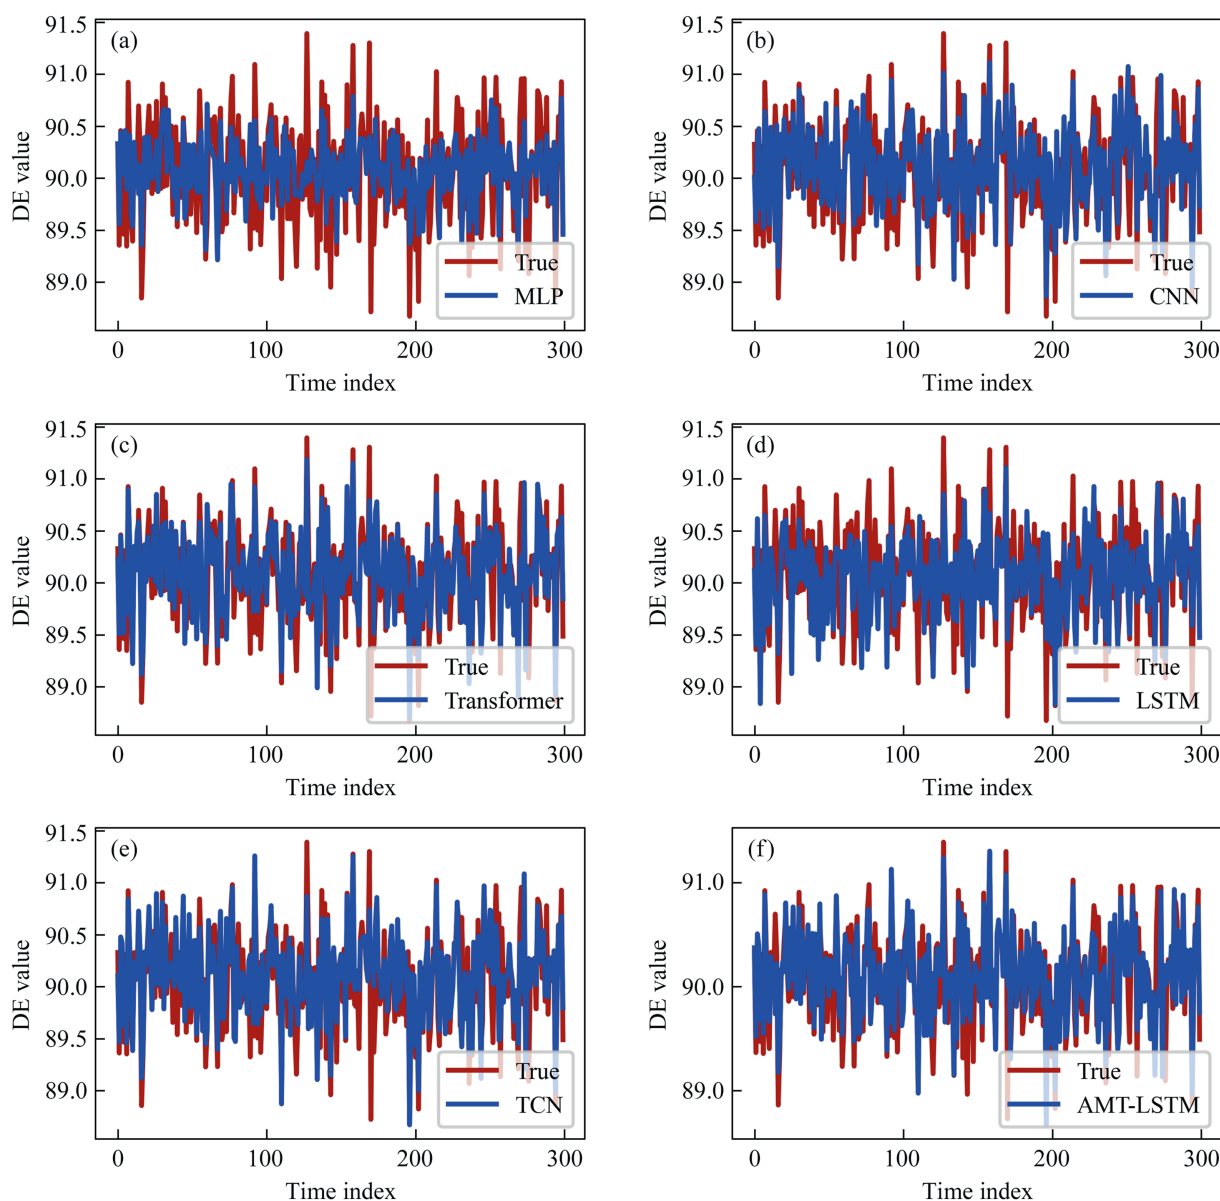 (a)
91.5
91.0
90.5
90.0
89.5
89.0
DE value
True
MLP
0 100 200 300
Time index
(b)
91.5
91.0
90.5
90.0
89.5
89.0
DE value
True
CNN
0 100 200 300
Time index
(c)
91.5
91.0
90.5
90.0
89.5
89.0
DE value
True
Transformer
0 100 200 300
Time index
(d)
91.5
91.0
90.5
90.0
89.5
89.0
DE value
True
LSTM
0 100 200 300
Time index
(e)
91.5
91.0
90.5
90.0
89.5
89.0
DE value
True
TCN
0 100 200 300
Time index
(f)
91.0
90.0
89.0
DE value
True
AMT-LSTM
0 100 200 300
Time index